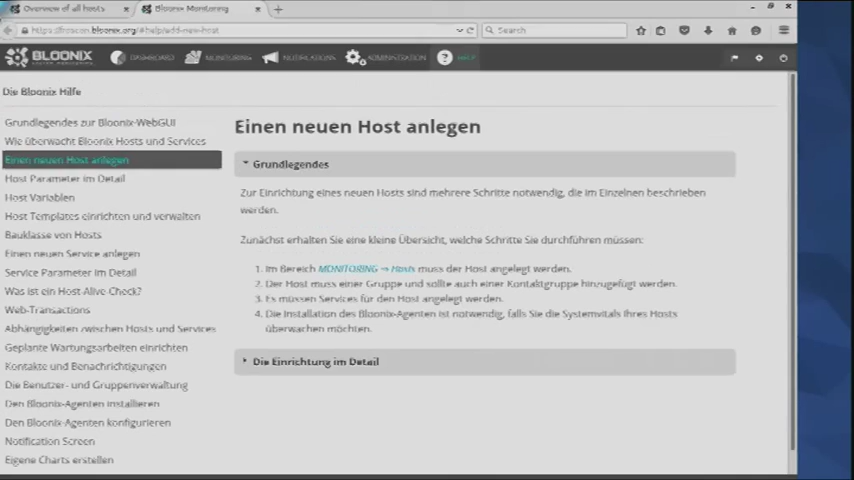 Overview of all hosts
Bloonix Monitoring
https://froscon.bloonix.org/#help/add-new-host
Search
BLOONIX
DASHBOARD
MONITORING
NOTIFICATIONS
ADMINISTRATION
HELP
Die Bloonix Hilfe
Grundlegendes zur Bloonix-WebGUI
Wie überwacht Bloonix Hosts und Services
Einen neuen Host anlegen
Host Parameter im Detail
Host Variablen
Host Templates einrichten und verwalten
Bauklasse von Hosts
Einen neuen Service anlegen
Service Parameter im Detail
Was ist ein Host-Alive-Check?
Web-Transactions
Abhängigkeiten zwischen Hosts und Services
Geplante Wartungsarbeiten einrichten
Kontakte und Benachrichtigungen
Die Benutzer- und Gruppenverwaltung
Den Bloonix-Agenten installieren
Den Bloonix-Agenten konfigurieren
Notification Screen
Eigene Charts erstellen
Einen neuen Host anlegen
Grundlegendes
Zur Einrichtung eines neuen Hosts sind mehrere Schritte notwendig, die im Einzelnen beschrieben
werden.
Zunächst erhalten Sie eine kleine Übersicht, welche Schritte Sie durchführen müssen:
1. Im Bereich MONITORING → Hosts muss der Host angelegt werden.
2. Der Host muss einer Gruppe und sollte auch einer Kontaktgruppe hinzugefügt werden.
3. Es müssen Services für den Host angelegt werden.
4. Die Installation des Bloonix-Agenten ist notwendig, falls Sie die Systemvitals Ihres Hosts
überwachen möchten.
Die Einrichtung im Detail